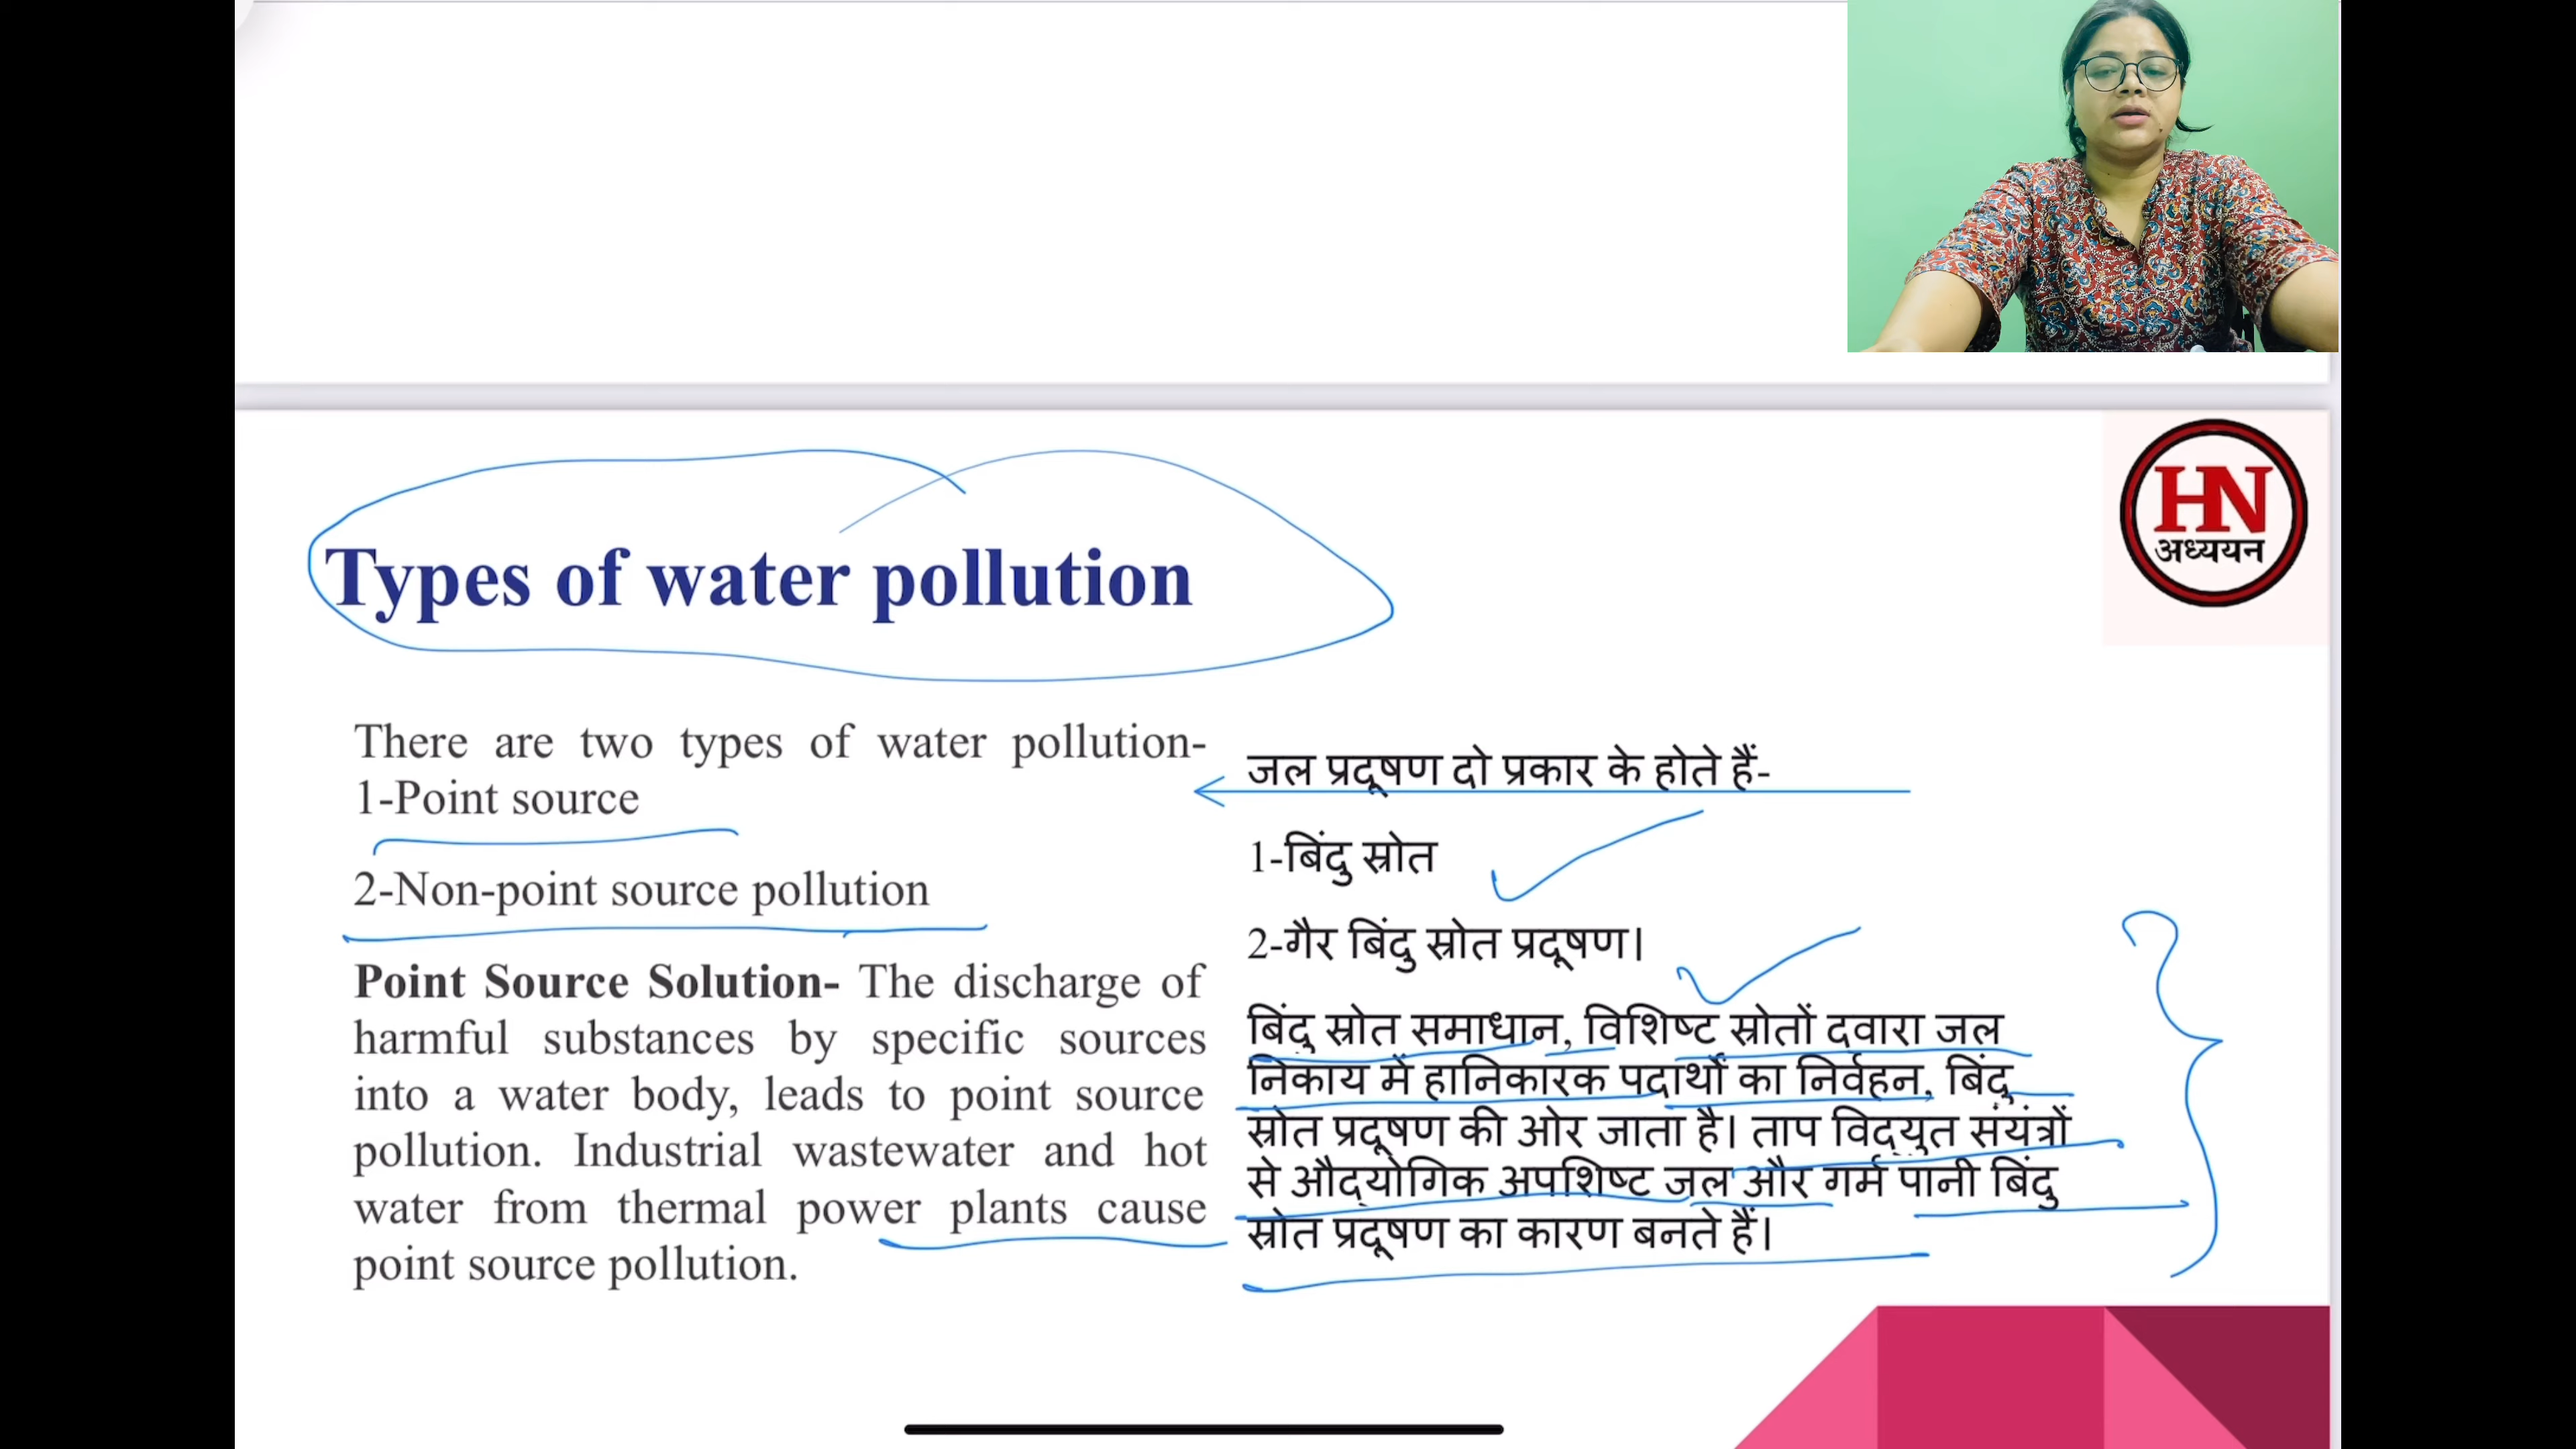 HN
अध्ययन
Types of water pollution
There are two types of water pollution-
1-Point source
2-Non-point source pollution
Point Source Solution- The discharge of
harmful substances by specific sources
into a water body, leads to point source
pollution. Industrial wastewater and hot
water from thermal power plants cause
point source pollution.
जल प्रदूषण दो प्रकार के होते हैं-
1-बिंदु स्रोत
2-गैर बिंदु स्रोत प्रदूषण।
बिंदु स्रोत समाधान, विशिष्ट स्रोतों दवारा जल
निकाय में हानिकारक पदार्थों का निर्वहन, बिंदु
स्रोत प्रदूषण की ओर जाता है। ताप विद्युत संयंत्रों
से औद्योगिक अपशिष्ट जल और गर्म पानी बिंदु
स्रोत प्रदूषण का कारण बनते हैं।